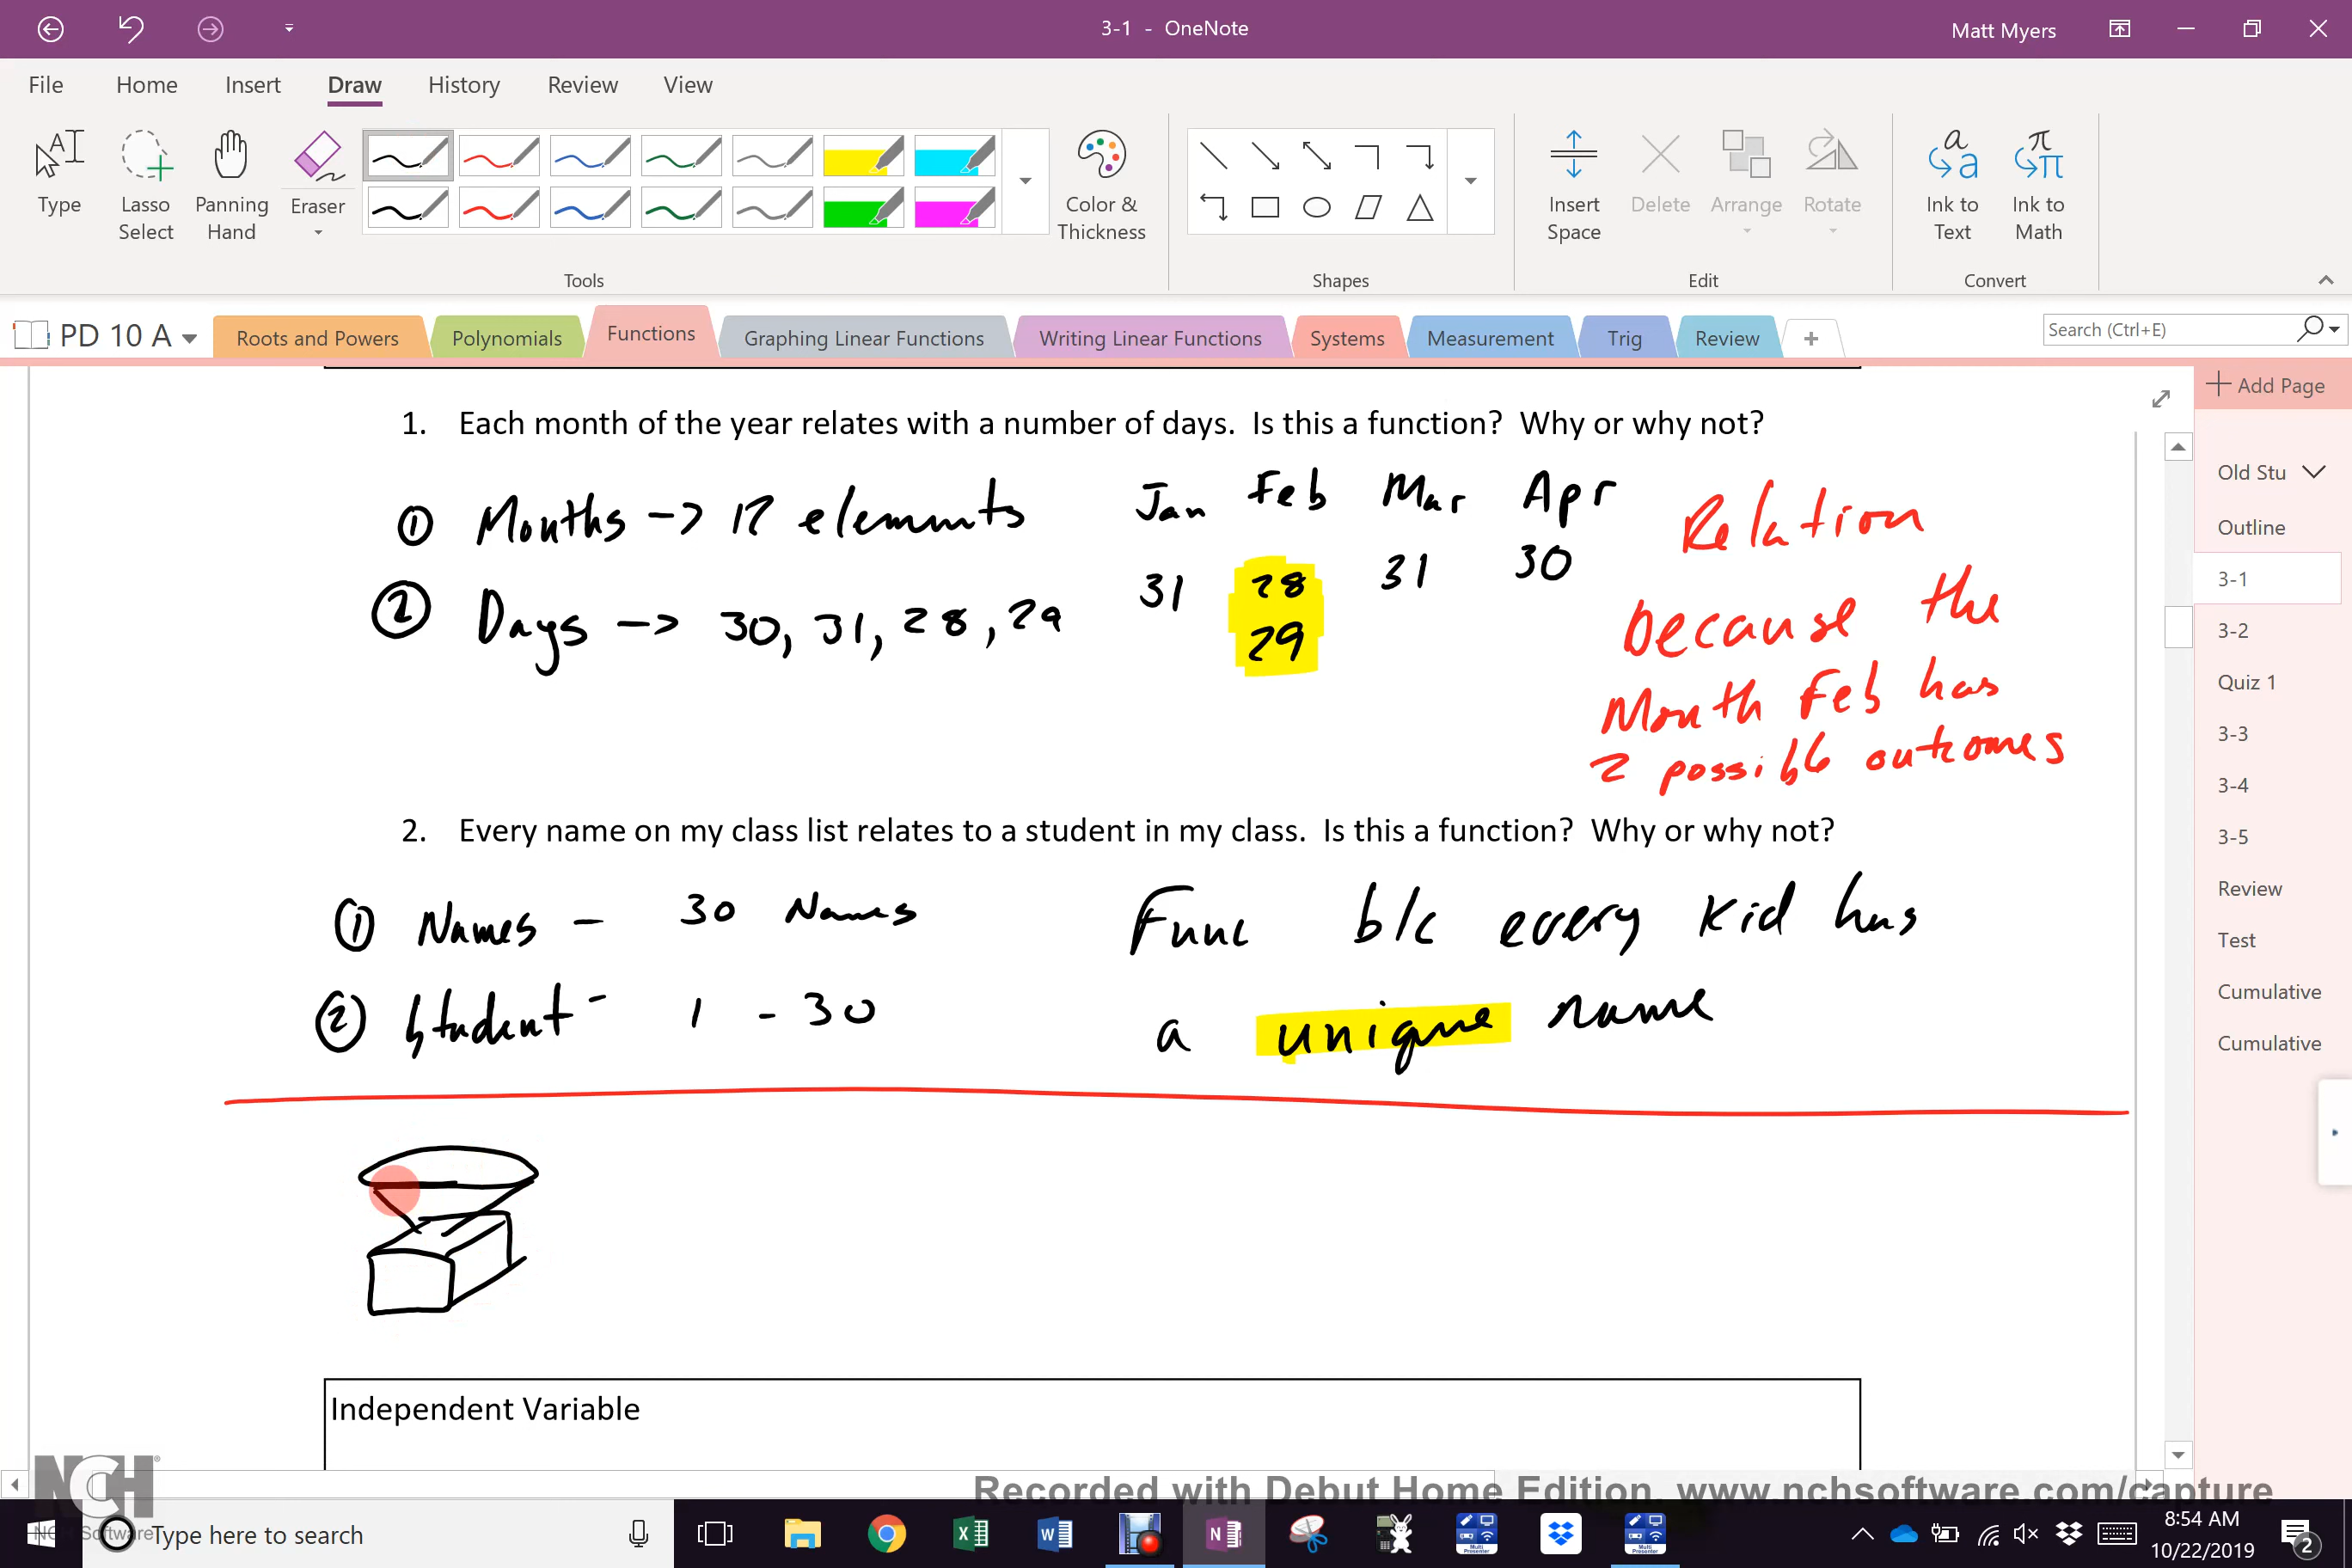 3-1 - OneNote
Matt Myers
File Home Insert Draw History Review View
Type
Lasso Select
Panning Hand
Eraser
Color & Thickness
Insert Space
Delete
Arrange
Rotate
Ink to Text
Ink to Math
Tools
Shapes
Edit
Convert
PD 10 A
Roots and Powers
Polynomials
Functions
Graphing Linear Functions
Writing Linear Functions
Systems
Measurement
Trig
Review
Search (Ctrl+E)
Add Page
Old Stu
Outline
3-1
3-2
Quiz 1
3-3
3-4
3-5
Review
Test
Cumulative
Cumulative
1. Each month of the year relates with a number of days. Is this a function? Why or why not?
① Months -> 12 elements
② Days -> 30, 31, 28, 29
Jan Feb Mar Apr
31 28 31 30
29
Relation
because the
Month Feb has
2 possible outcomes
2. Every name on my class list relates to a student in my class. Is this a function? Why or why not?
① Names - 30 Names
② Student - 1 - 30
Func b/c every kid has
a unique name
Independent Variable
NCH
NCH Software
Recorded with Debut Home Edition. www.nchsoftware.com/capture
Type here to search
8:54 AM
10/22/2019
2